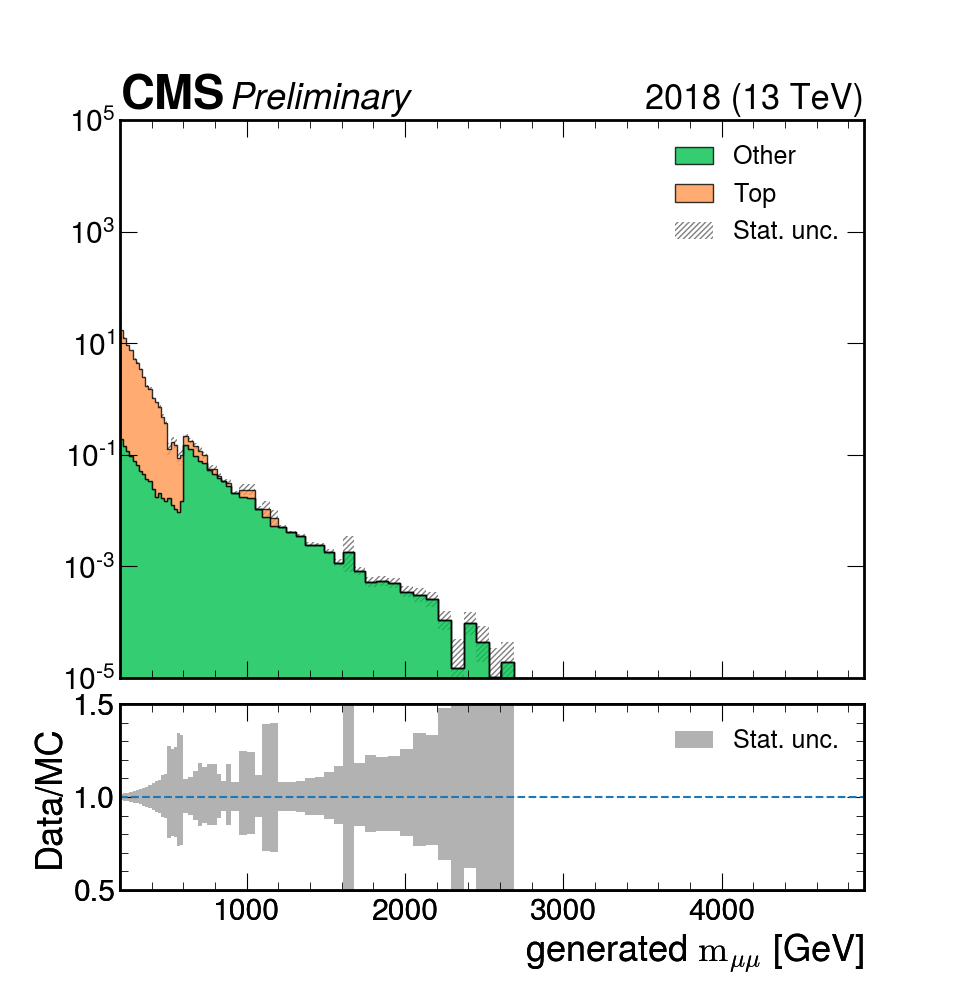 CMS Preliminary 2018 (13 TeV)
10⁵
Other
Top
10³
Stat. unc.
10¹
10⁻¹
10⁻³
10⁻⁵
1.5
Stat. unc.
Data/MC
1.0
0.5
1000 2000 3000 4000
generated m_μμ [GeV]